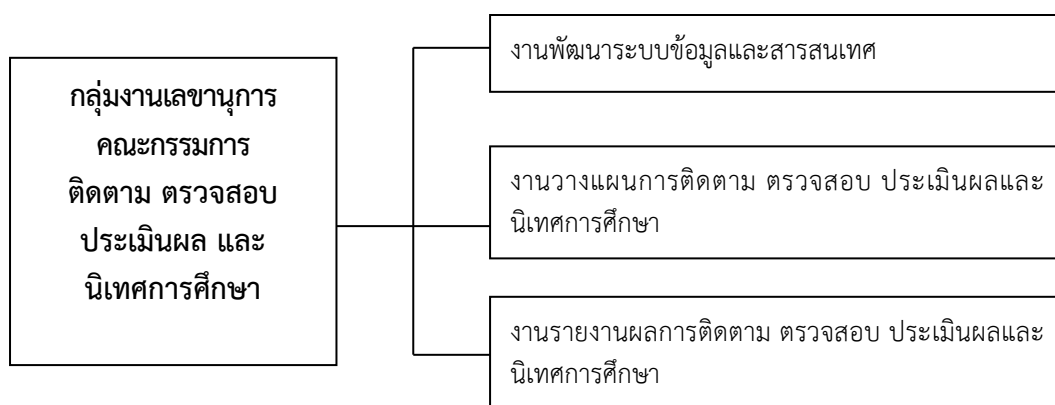 กลุ่มงานเลขานุการ
คณะกรรมการ
ติดตาม ตรวจสอบ
ประเมินผล และ
นิเทศการศึกษา
งานพัฒนาระบบข้อมูลและสารสนเทศ
งานวางแผนการติดตาม ตรวจสอบ ประเมินผลและ
นิเทศการศึกษา
งานรายงานผลการติดตาม ตรวจสอบ ประเมินผลและ
นิเทศการศึกษา